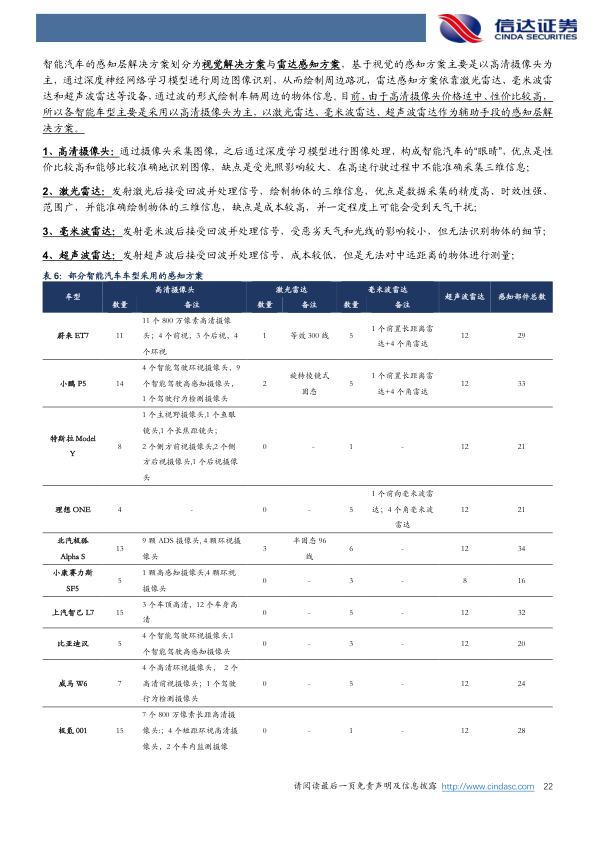 信达证券
CINDA SECURITIES
智能汽车的感知层解决方案划分为视觉解决方案与雷达感知方案，基于视觉的感知方案主要是以高清摄像头为
主，通过深度神经网络学习模型进行周边图像识别，从而绘制周边路况，雷达感知方案依靠激光雷达、毫米波雷
达和超声波雷达等设备，通过波的形式绘制车辆周边的物体信息。目前，由于高清摄像头价格适中、性价比较高，
所以各智能车型主要是采用以高清摄像头为主，以激光雷达、毫米波雷达、超声波雷达作为辅助手段的感知层解
决方案。
1、高清摄像头：通过摄像头采集图像，之后通过深度学习模型进行图像处理，构成智能汽车的“眼睛”，优点是性
价比较高和能够比较准确地识别图像，缺点是受光照影响较大、在高速行驶过程中不能准确采集三维信息；
2、激光雷达：发射激光后接受回波并处理信号，绘制物体的三维信息，优点是数据采集的精度高、时效性强、
范围广，并能准确绘制物体的三维信息，缺点是成本较高，并一定程度上可能会受到天气干扰；
3、毫米波雷达：发射毫米波后接受回波并处理信号，受恶劣天气和光线的影响较小，但无法识别物体的细节；
4、超声波雷达：发射超声波后接受回波并处理信号，成本较低，但是无法对中远距离的物体进行测量；
表 6：部分智能汽车车型采用的感知方案
车型 高清摄像头 激光雷达 毫米波雷达 超声波雷达 感知部件总数
数量 备注 数量 备注 数量 备注
11 个 800 万像素高清摄像
蔚来 ET7 11 头；4 个前视，3 个后视，4 1 等效 300 线 5 1 个前置长距离雷 12 29
个环视 达+4 个角雷达
4 个智能驾驶环视摄像头，9
小鹏 P5 14 个智能驾驶高感知摄像头， 2 旋转棱镜式 5 1 个前置长距离雷 12 33
1 个驾驶行为检测摄像头 固态 达+4 个角雷达
1 个主视野摄像头,1 个鱼眼
镜头,1 个长焦距镜头；
特斯拉 Model 8 2 个侧方前视摄像头,2 个侧 0 - 1 - 12 21
Y 方后视摄像头,1 个后视摄像
头
1 个前向毫米波雷
理想 ONE 4 - 0 - 5 达；4 个角毫米波 12 21
雷达
北汽极狐 13 9 颗 ADS 摄像头, 4 颗环视摄 3 半固态 96 6 - 12 34
Alpha S 像头 线
小康赛力斯 5 1 颗高感知摄像头,4 颗环视 0 - 3 - 8 16
SF5 摄像头
上汽智己 L7 15 3 个车顶高清，12 个车身高 0 - 5 - 12 32
清
比亚迪汉 5 4 个智能驾驶环视摄像头,1 0 - 3 - 12 20
个智能驾驶高感知摄像头
4 个高清环视摄像头， 2 个
威马 W6 7 高清前视摄像头；1 个驾驶 0 - 5 - 12 24
行为检测摄像头
7 个 800 万像素长距高清摄
极氪 001 15 像头:；4 个短距环视高清摄 0 - 1 - 12 28
像头，2 个车内监测摄像
请阅读最后一页免责声明及信息披露 http://www.cindasc.com 22